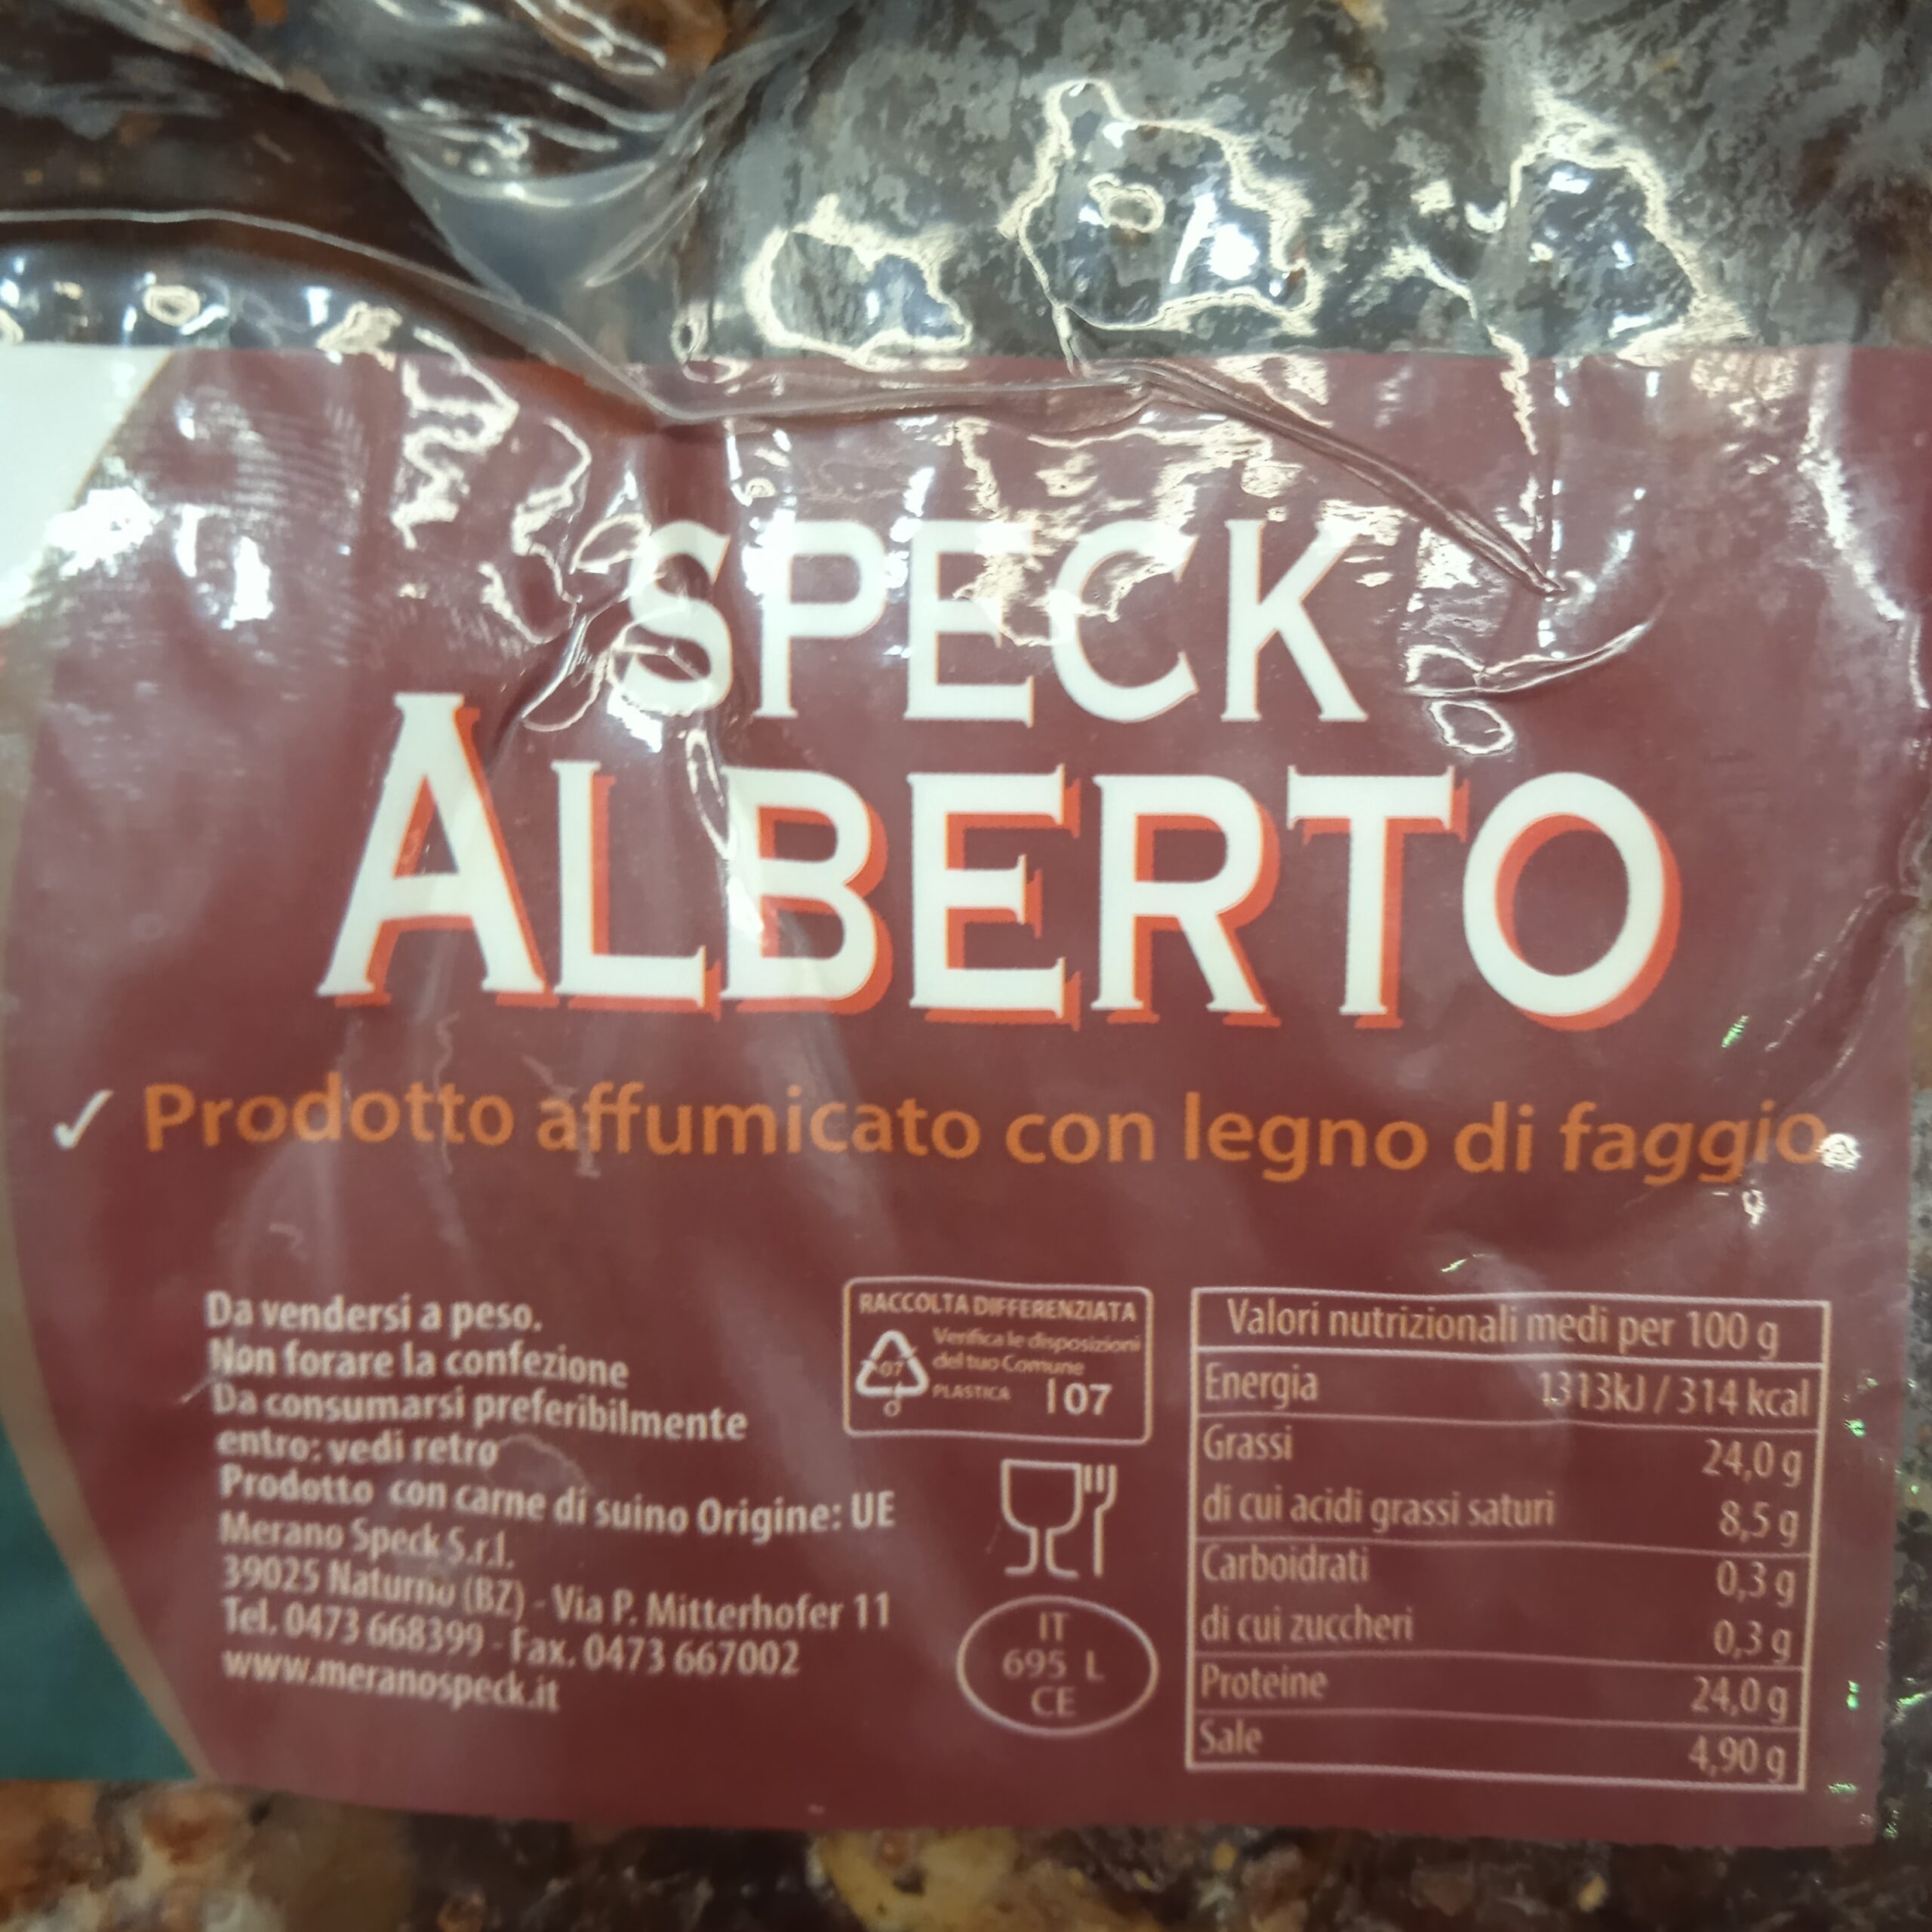 SPECK
ALBERTO
✓ Prodotto affumicato con legno di faggio
Da vendersi a peso.
Non forare la confezione
Da consumarsi preferibilmente
entro: vedi retro
Prodotto con carne di suino Origine: UE
Merano Speck S.r.l.
39025 Naturno (BZ) - Via P. Mitterhofer 11
Tel. 0473 668399 - Fax. 0473 667002
www.meranospeck.it
RACCOLTA DIFFERENZIATA
Verifica le disposizioni
del tuo Comune
07
PLASTICA I 07
IT
695 L
CE
Valori nutrizionali medi per 100 g
Energia 1313kJ / 314 kcal
Grassi 24,0 g
di cui acidi grassi saturi 8,5 g
Carboidrati 0,3 g
di cui zuccheri 0,3 g
Proteine 24,0 g
Sale 4,90 g